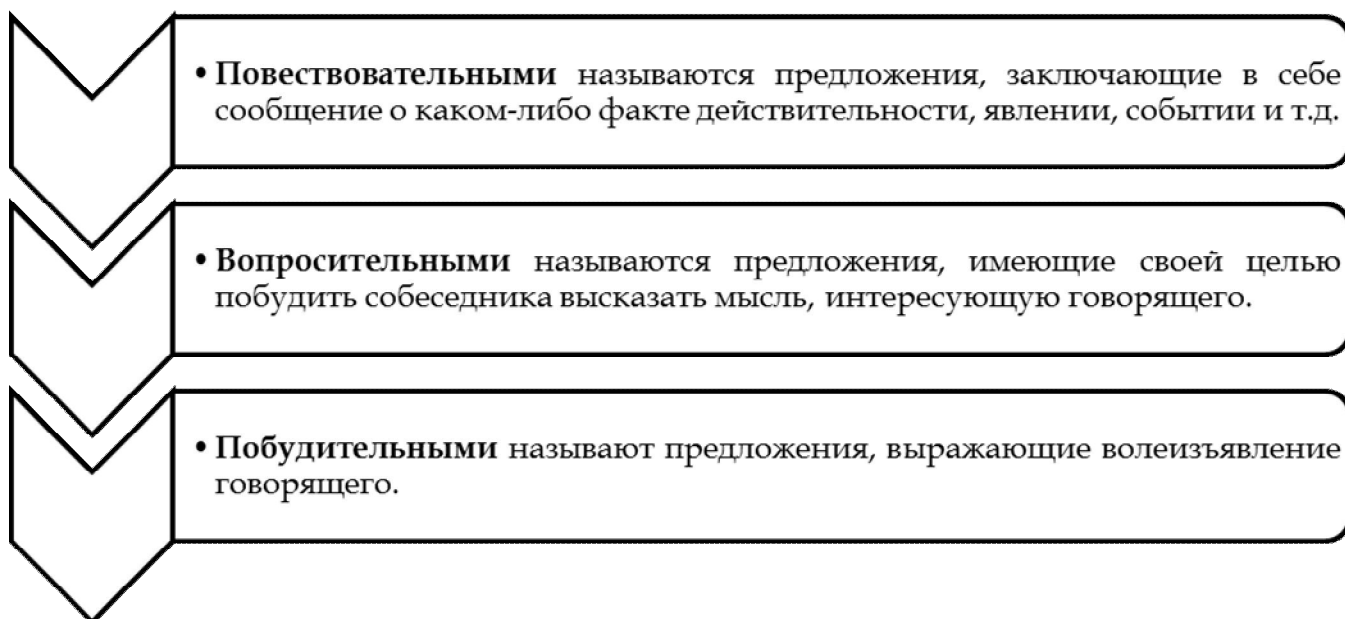 • Повествовательными называются предложения, заключающие в себе
сообщение о каком-либо факте действительности, явлении, событии и т.д.
• Вопросительными называются предложения, имеющие своей целью
побудить собеседника высказать мысль, интересующую говорящего.
• Побудительными называют предложения, выражающие волеизъявление
говорящего.